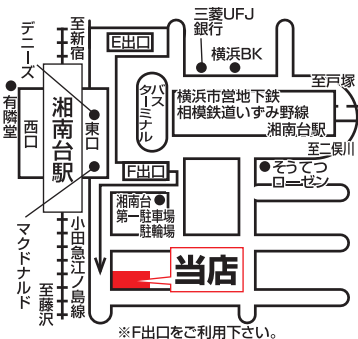 三菱UFJ
銀行
横浜BK
至新宿
E出口
デニーズ
有隣堂
西口
湘南台駅
東口
バス
ターミナル
至戸塚
横浜市営地下鉄
相模鉄道いずみ野線
湘南台駅
至二俣川
F出口
そうてつ
ローゼン
湘南台
第一駐車場
駐輪場
マクドナルド
小田急江ノ島線
至藤沢
当店
※F出口をご利用下さい。